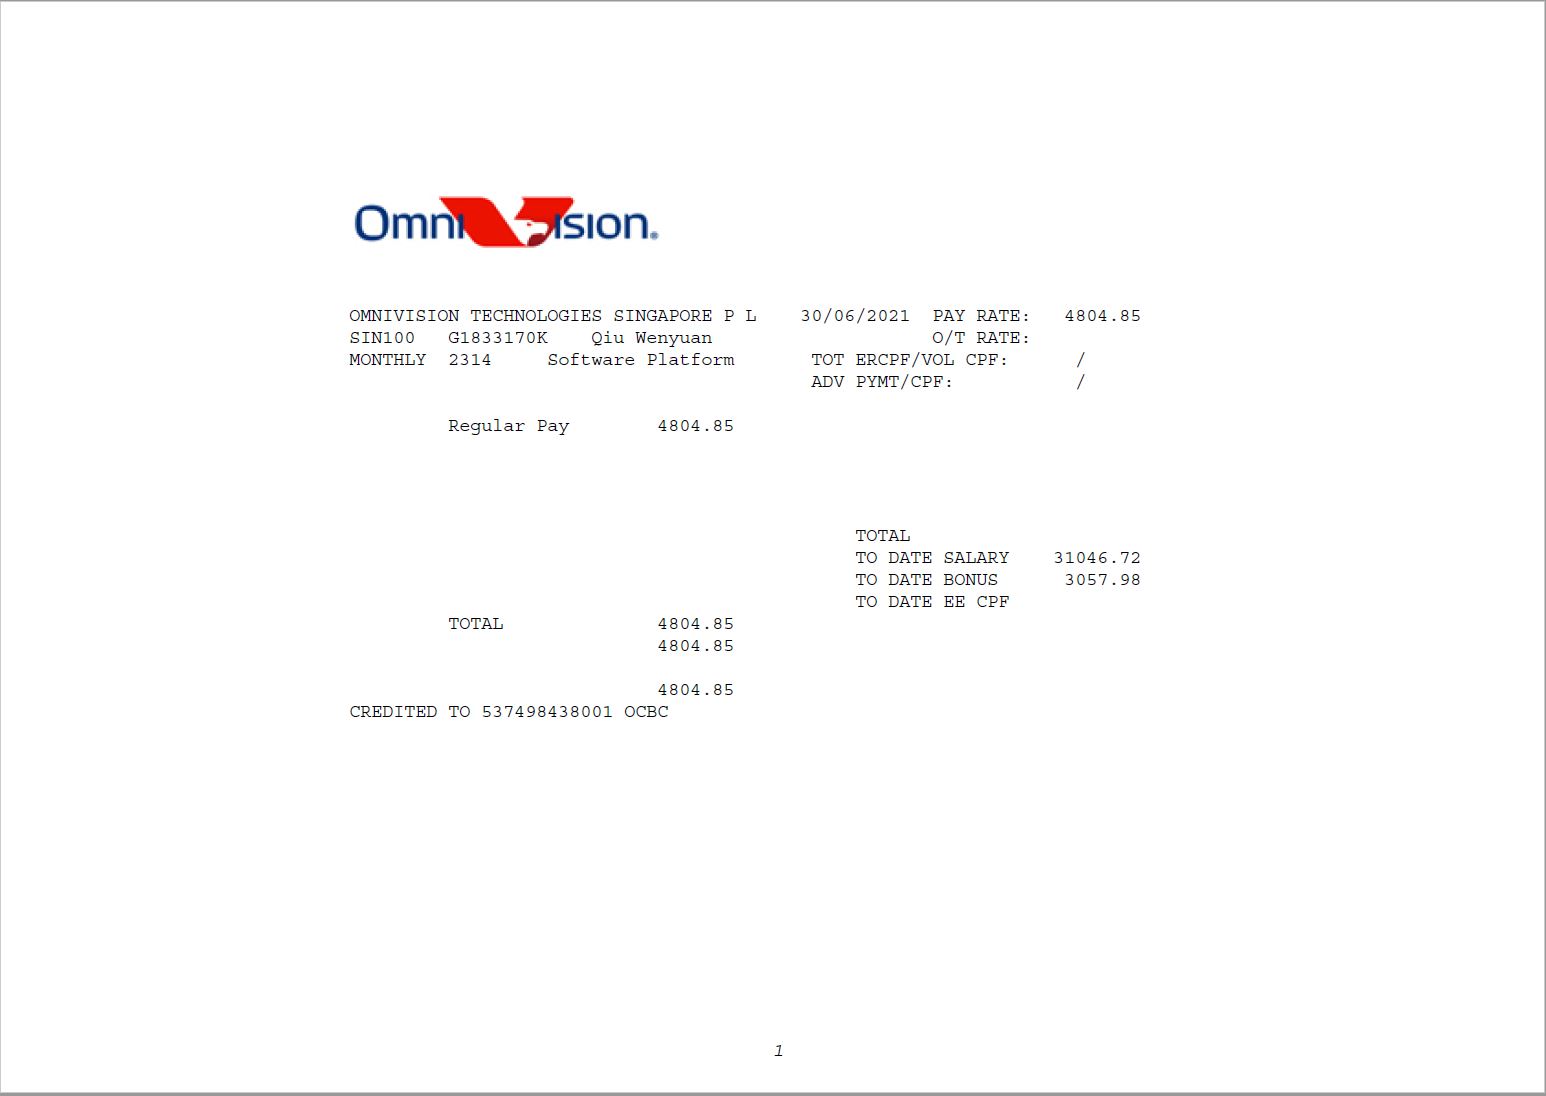 OmniVision®
OMNIVISION TECHNOLOGIES SINGAPORE P L 30/06/2021 PAY RATE: 4804.85
SIN100 G1833170K Qiu Wenyuan O/T RATE:
MONTHLY 2314 Software Platform TOT ERCPF/VOL CPF: /
ADV PYMT/CPF: /
Regular Pay 4804.85
TOTAL
TO DATE SALARY 31046.72
TO DATE BONUS 3057.98
TO DATE EE CPF
TOTAL 4804.85
4804.85
4804.85
CREDITED TO 537498438001 OCBC
1